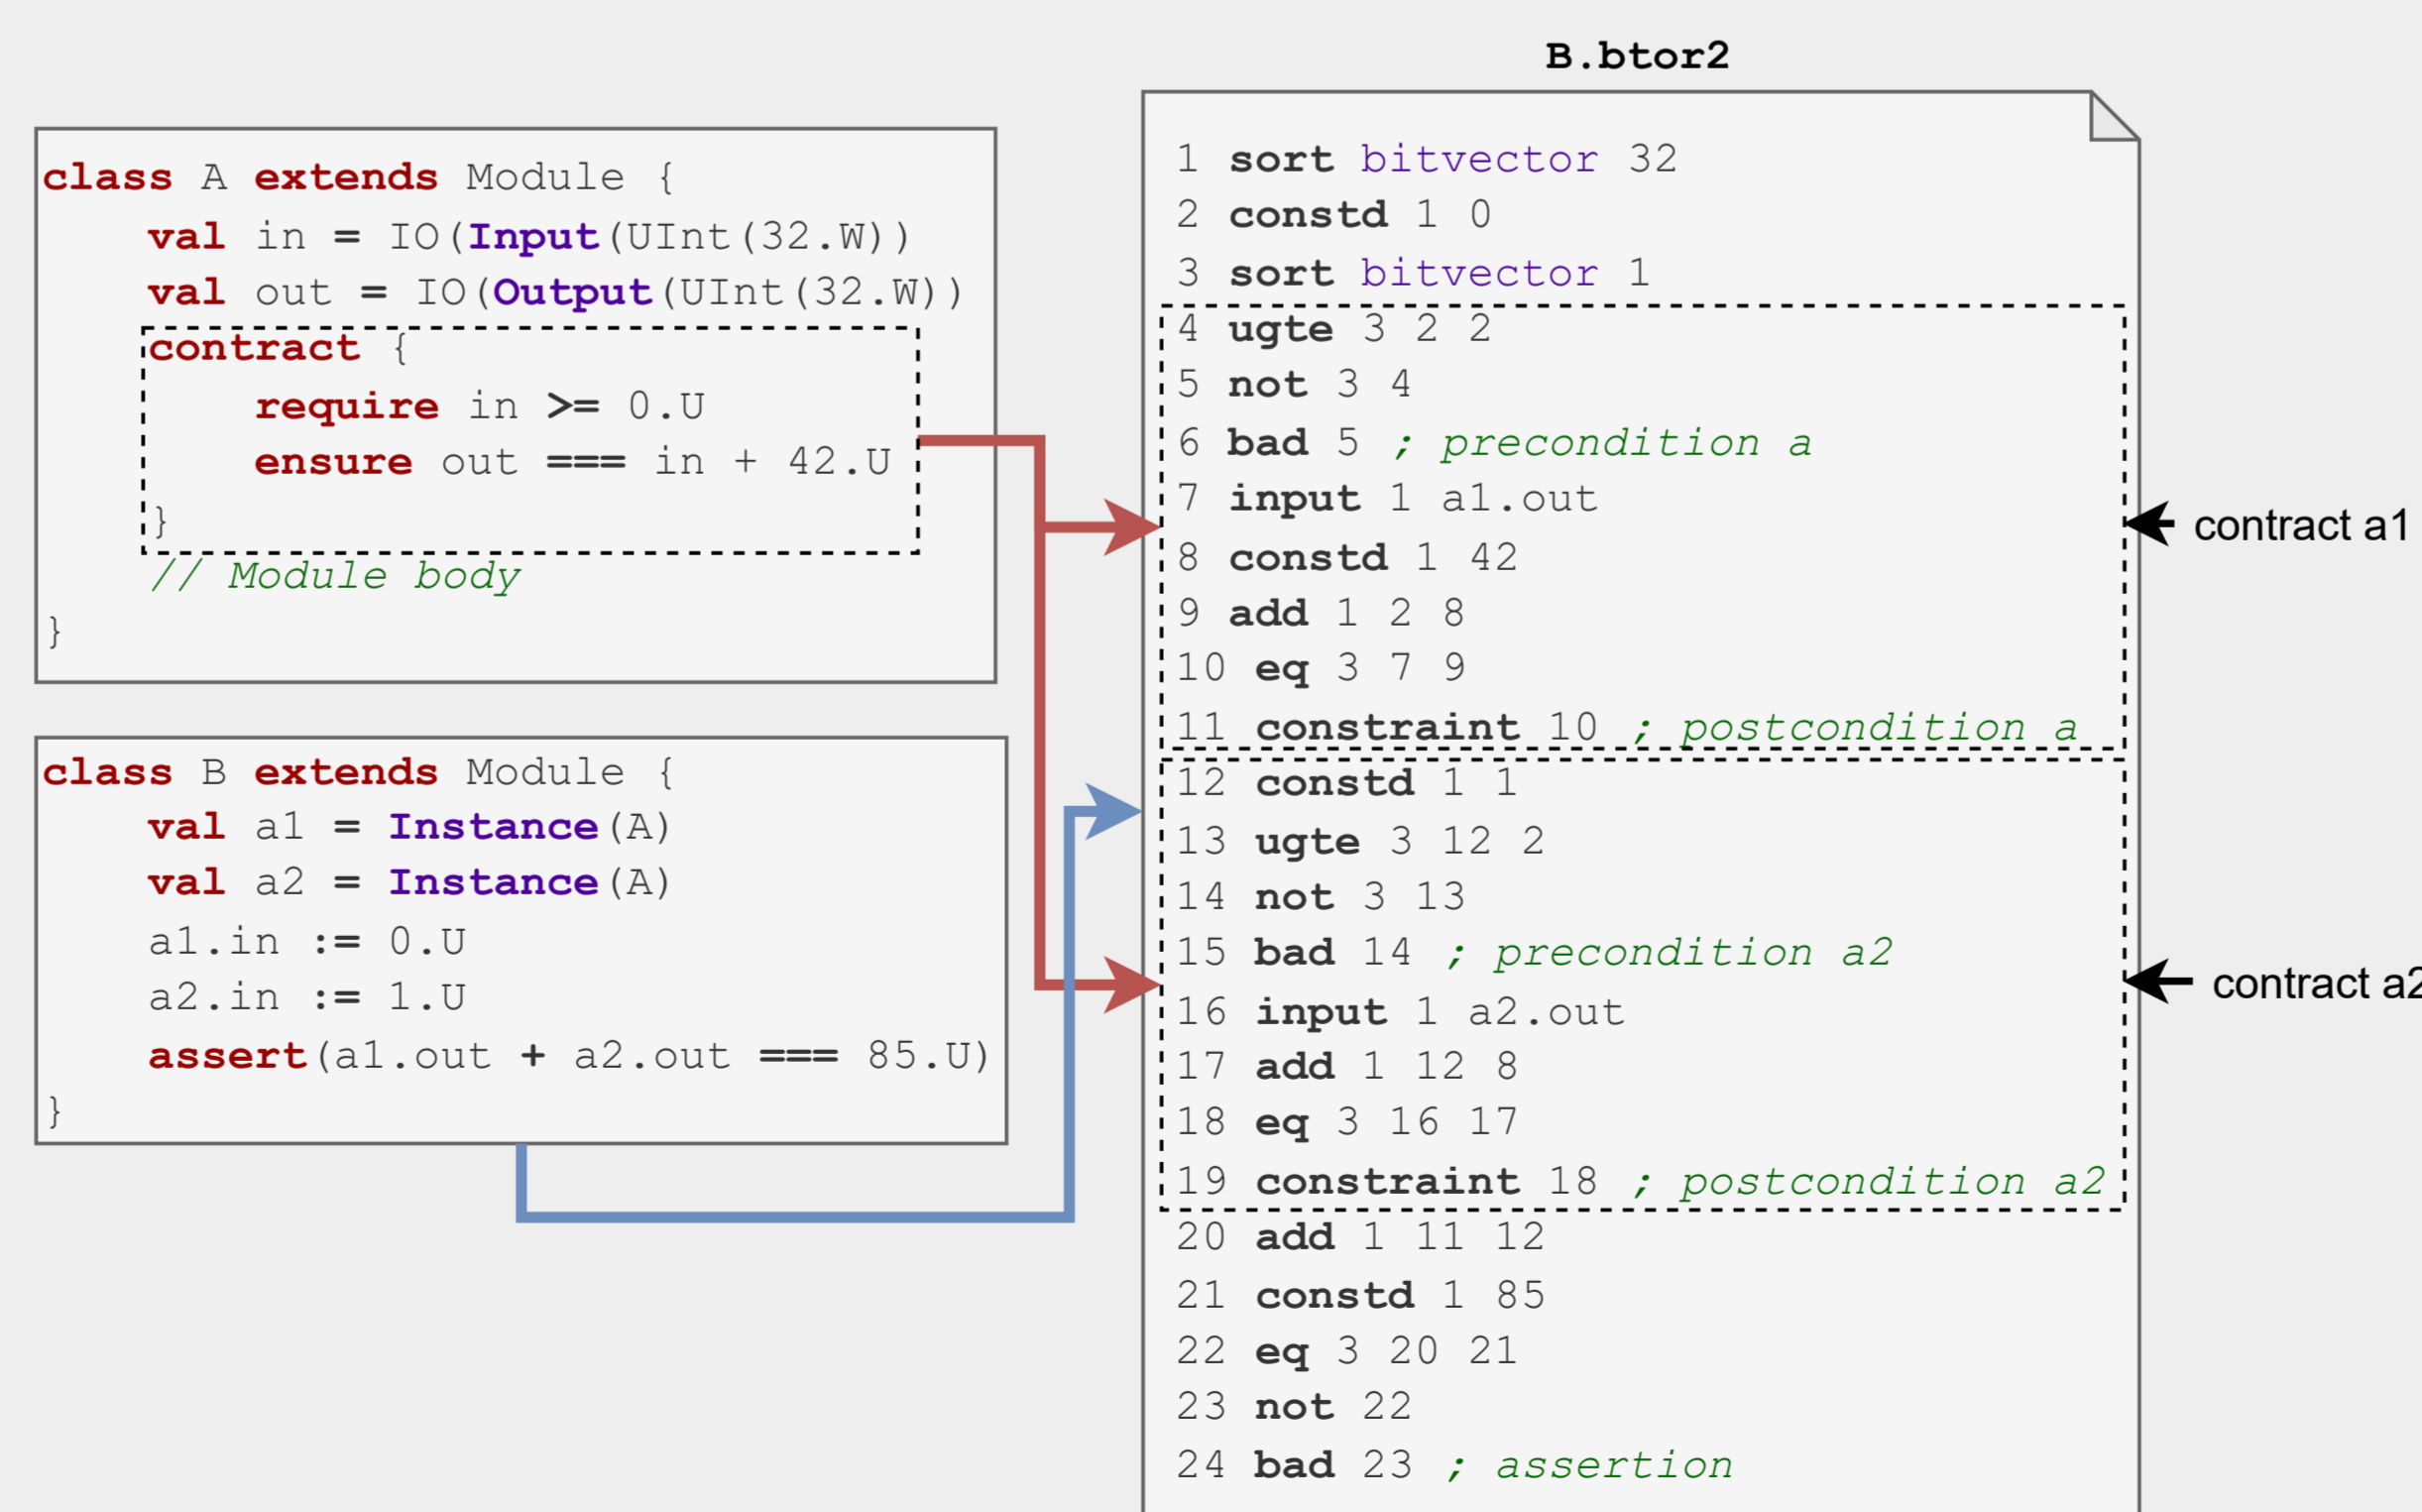 class A extends Module {
val in = IO(Input(UInt(32.W))
val out = IO(Output(UInt(32.W))
contract {
require in >= 0.U
ensure out === in + 42.U
}
// Module body
}
class B extends Module {
val a1 = Instance(A)
val a2 = Instance(A)
a1.in := 0.U
a2.in := 1.U
assert(a1.out + a2.out === 85.U)
}
B.btor2
1 sort bitvector 32
2 constd 1 0
3 sort bitvector 1
4 ugte 3 2 2
5 not 3 4
6 bad 5 ; precondition a
7 input 1 a1.out
8 constd 1 42
9 add 1 2 8
10 eq 3 7 9
11 constraint 10 ; postcondition a
12 constd 1 1
13 ugte 3 12 2
14 not 3 13
15 bad 14 ; precondition a2
16 input 1 a2.out
17 add 1 12 8
18 eq 3 16 17
19 constraint 18 ; postcondition a2
20 add 1 11 12
21 constd 1 85
22 eq 3 20 21
23 not 22
24 bad 23 ; assertion
contract a1
contract a2